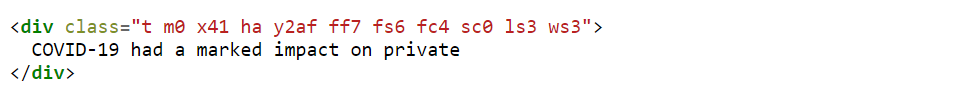 <div class="t m0 x41 ha y2af ff7 fs6 fc4 sc0 ls3 ws3">
  COVID-19 had a marked impact on private
</div>